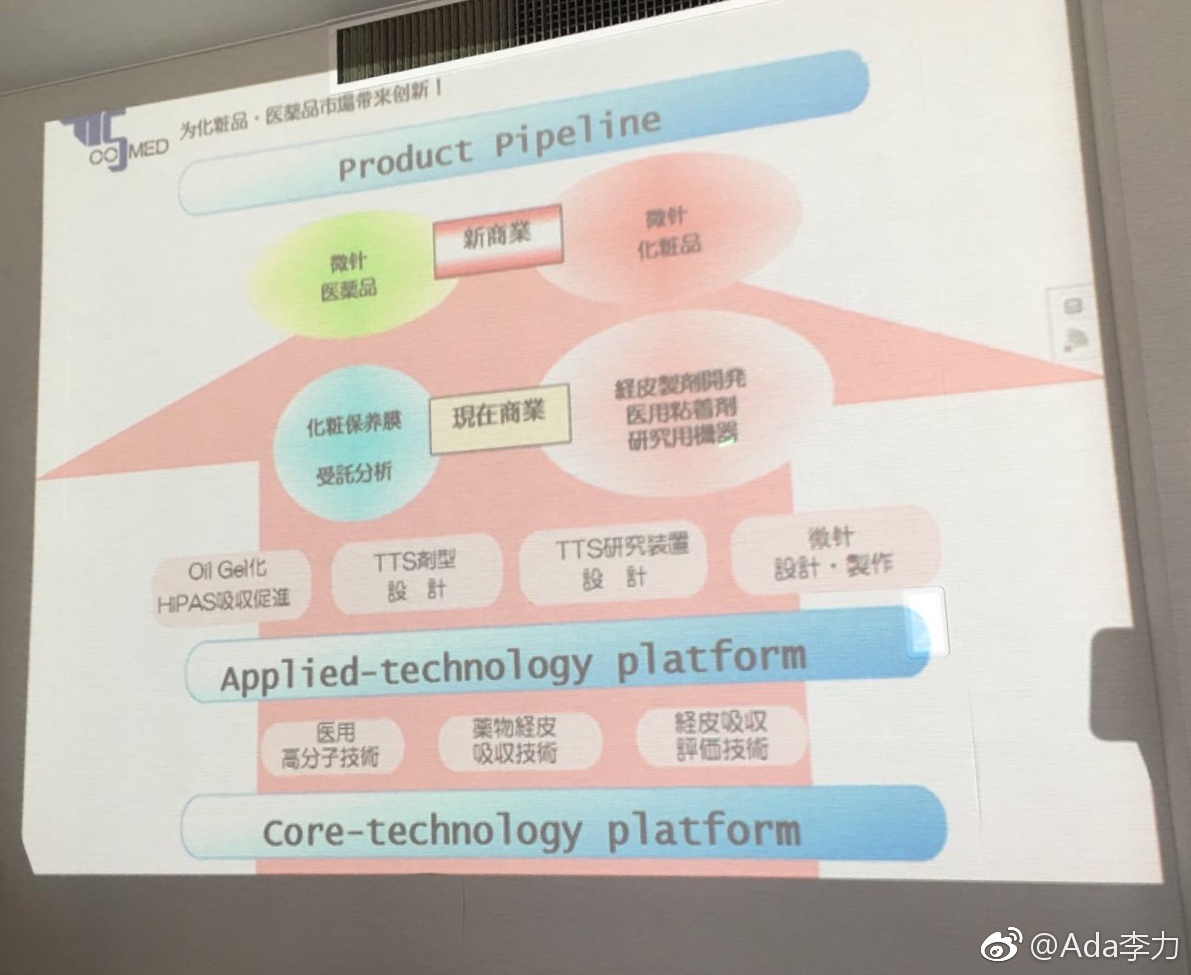 COSMED
为化粧品・医薬品市場帯来创新！
Product Pipeline
微针
医薬品
新商業
微针
化粧品
化粧保养膜
受託分析
現在商業
経皮製剤開発
医用粘着剤
研究用機器
Oil Gel化
HiPAS吸収促進
TTS剤型
設 計
TTS研究装置
設 計
微针
設計・製作
Applied-technology platform
医用
高分子技術
薬物経皮
吸収技術
経皮吸収
評価技術
Core-technology platform
@Ada李力